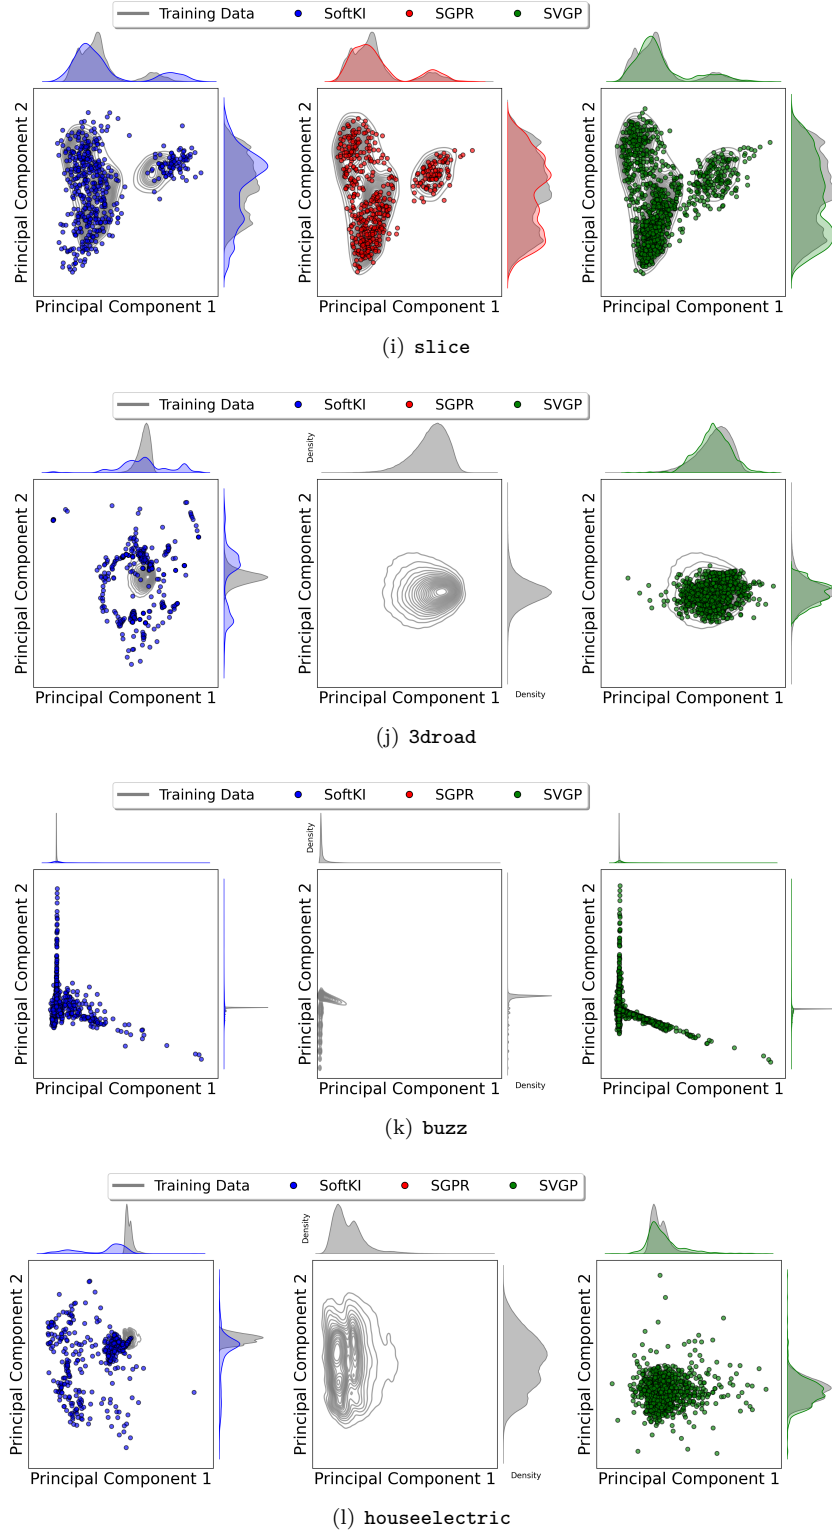 Training Data SoftKI SGPR SVGP
Principal Component 2 Principal Component 2 Principal Component 2
Principal Component 1 Principal Component 1 Principal Component 1
(i) slice
Training Data SoftKI SGPR SVGP
Density
Principal Component 2 Principal Component 2 Principal Component 2
Density
Principal Component 1 Principal Component 1 Principal Component 1
(j) 3droad
Training Data SoftKI SGPR SVGP
Density
Principal Component 2 Principal Component 2 Principal Component 2
Density
Principal Component 1 Principal Component 1 Principal Component 1
(k) buzz
Training Data SoftKI SGPR SVGP
Density
Principal Component 2 Principal Component 2 Principal Component 2
Density
Principal Component 1 Principal Component 1 Principal Component 1
(l) houseelectric